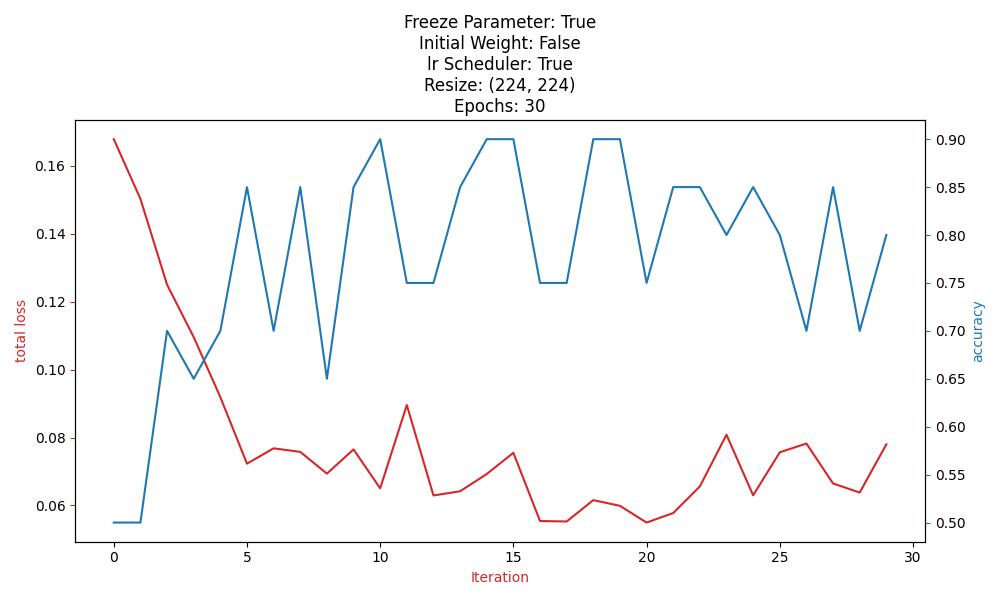 Freeze Parameter: True
Initial Weight: False
lr Scheduler: True
Resize: (224, 224)
Epochs: 30
total loss
0.16
0.14
0.12
0.10
0.08
0.06
0.90
0.85
0.80
0.75
0.70
0.65
0.60
0.55
0.50
accuracy
0 5 10 15 20 25 30
Iteration